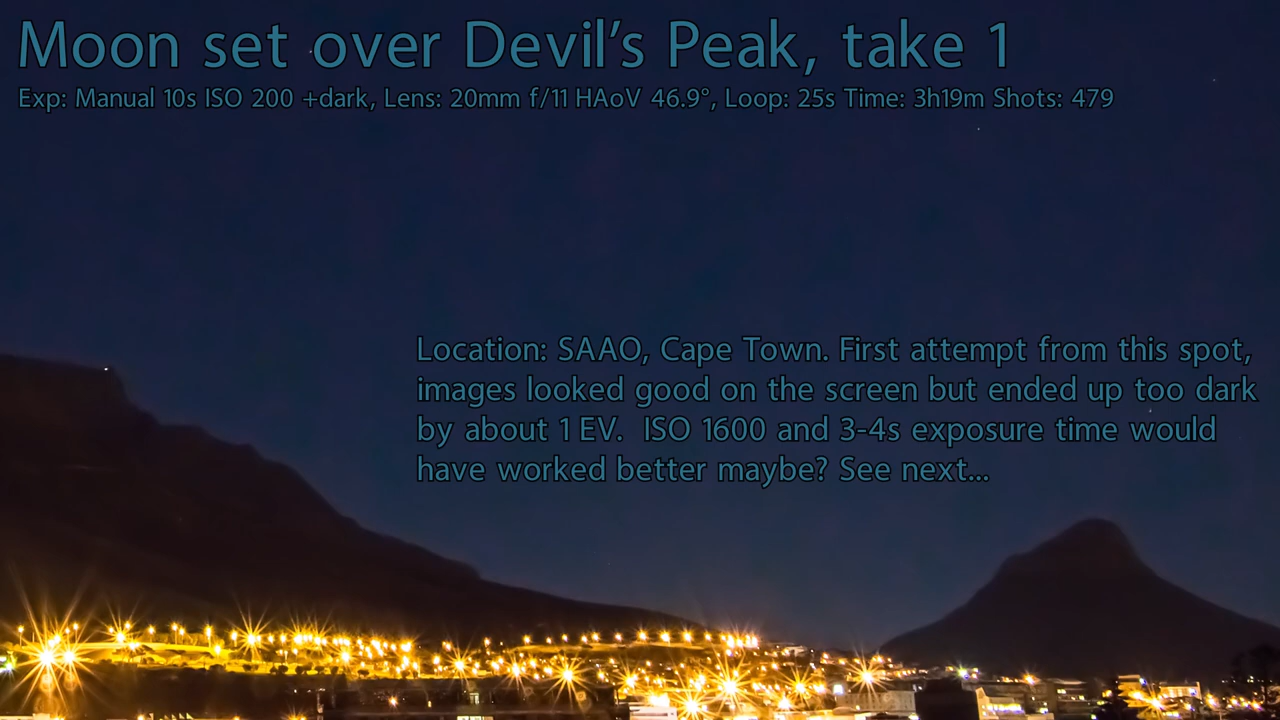 Moon set over Devil's Peak, take 1
Exp: Manual 10s ISO 200 +dark, Lens: 20mm f/11 HAoV 46.9°, Loop: 25s Time: 3h19m Shots: 479
Location: SAAO, Cape Town. First attempt from this spot,
images looked good on the screen but ended up too dark
by about 1 EV.  ISO 1600 and 3-4s exposure time would
have worked better maybe? See next...